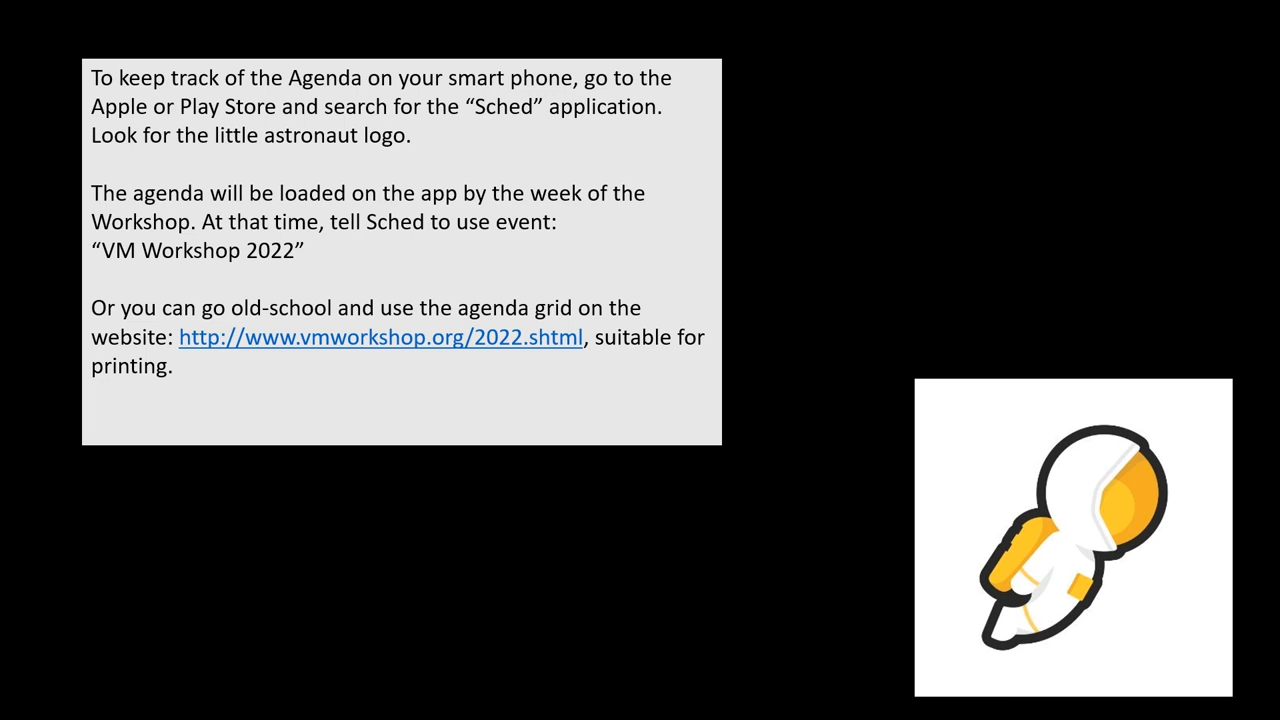 To keep track of the Agenda on your smart phone, go to the
Apple or Play Store and search for the “Sched” application.
Look for the little astronaut logo.
The agenda will be loaded on the app by the week of the
Workshop. At that time, tell Sched to use event:
“VM Workshop 2022”
Or you can go old-school and use the agenda grid on the
website: http://www.vmworkshop.org/2022.shtml, suitable for
printing.